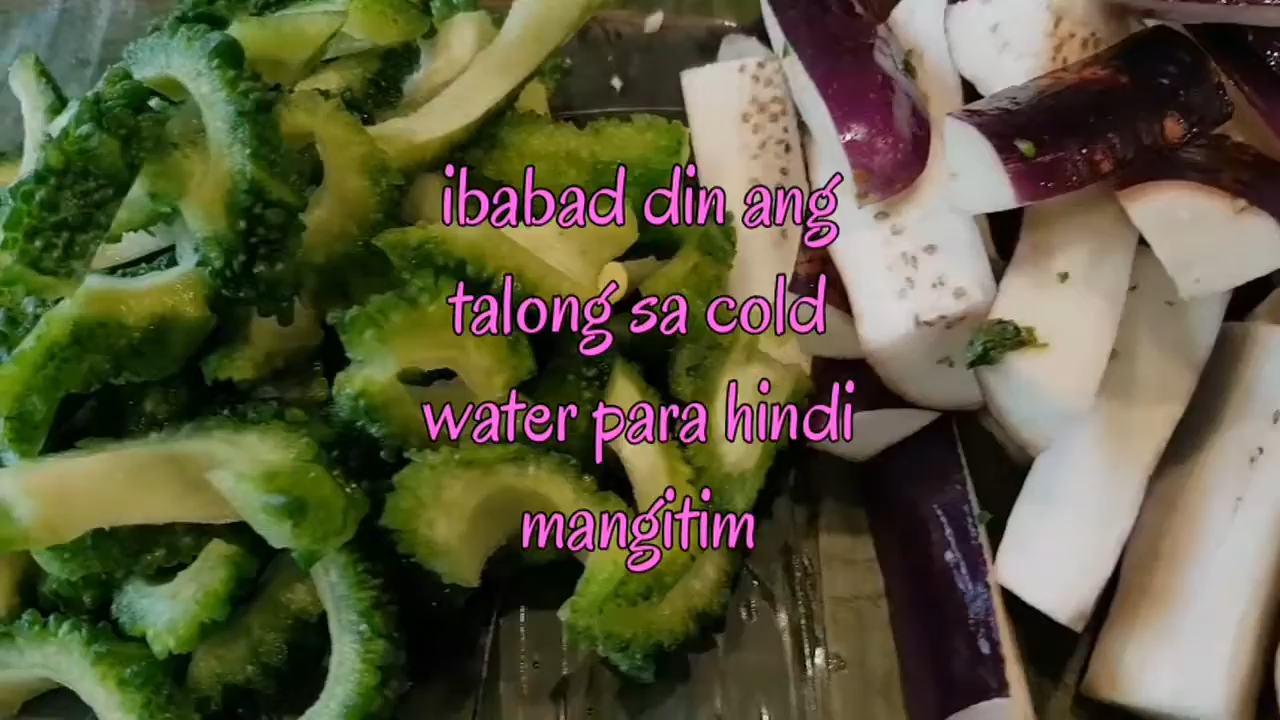 ibabad din ang
talong sa cold
water para hindi
mangitim